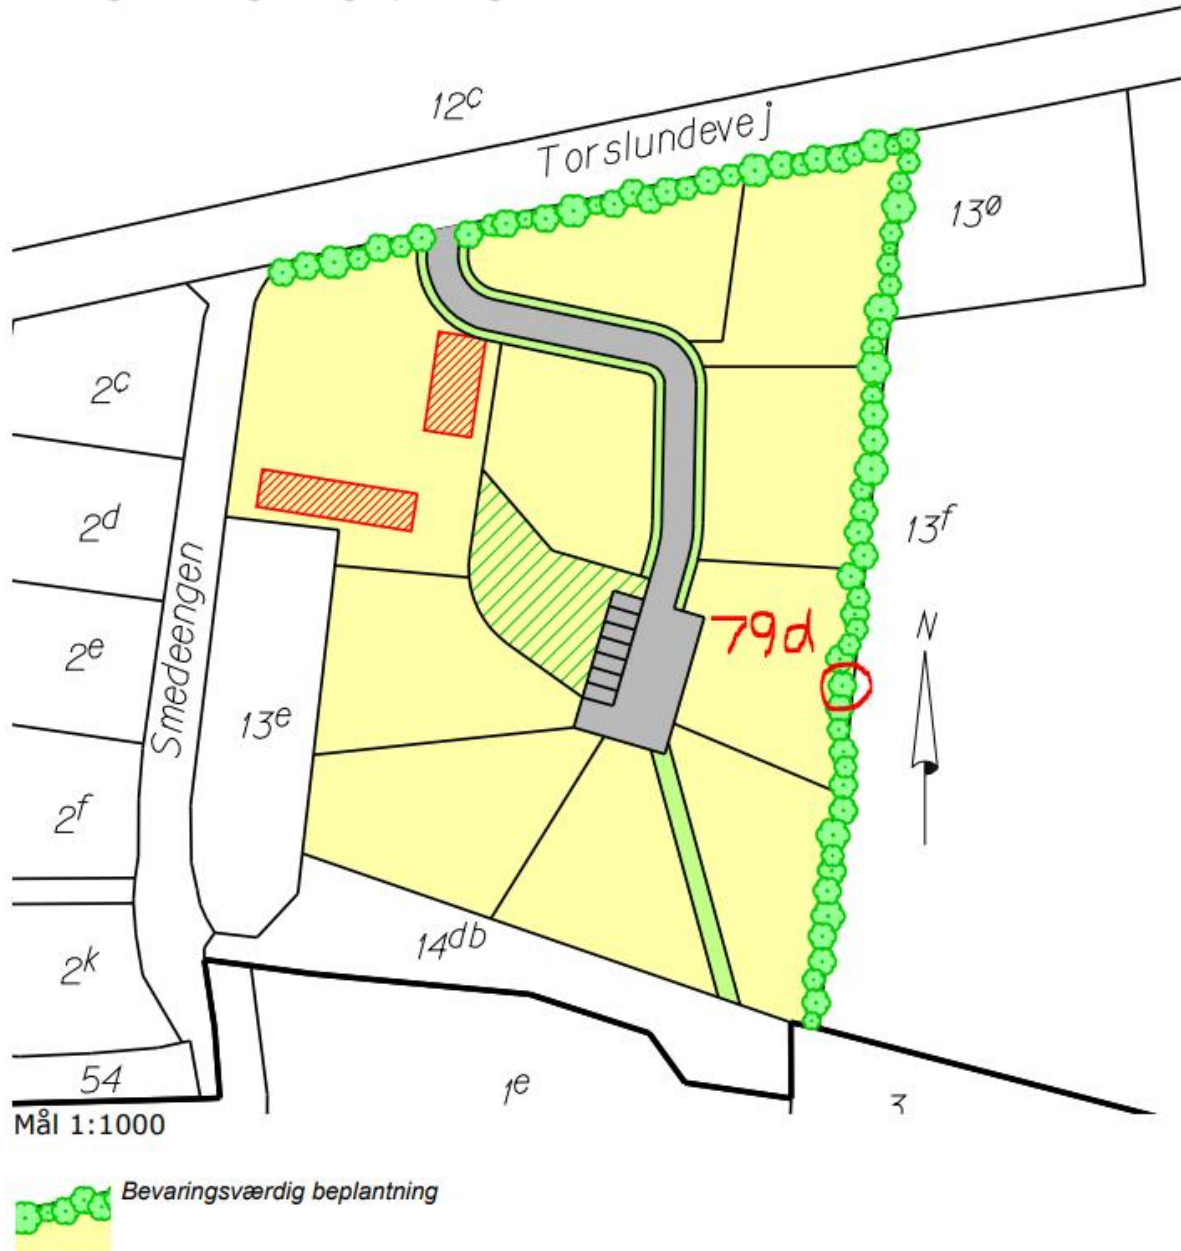 12c
Torslundevej
13ø
2c
2d
13f
79d
N
2e
Smedeengen
13e
2f
14db
2k
54
1e
3
Mål 1:1000
Bevaringsværdig beplantning